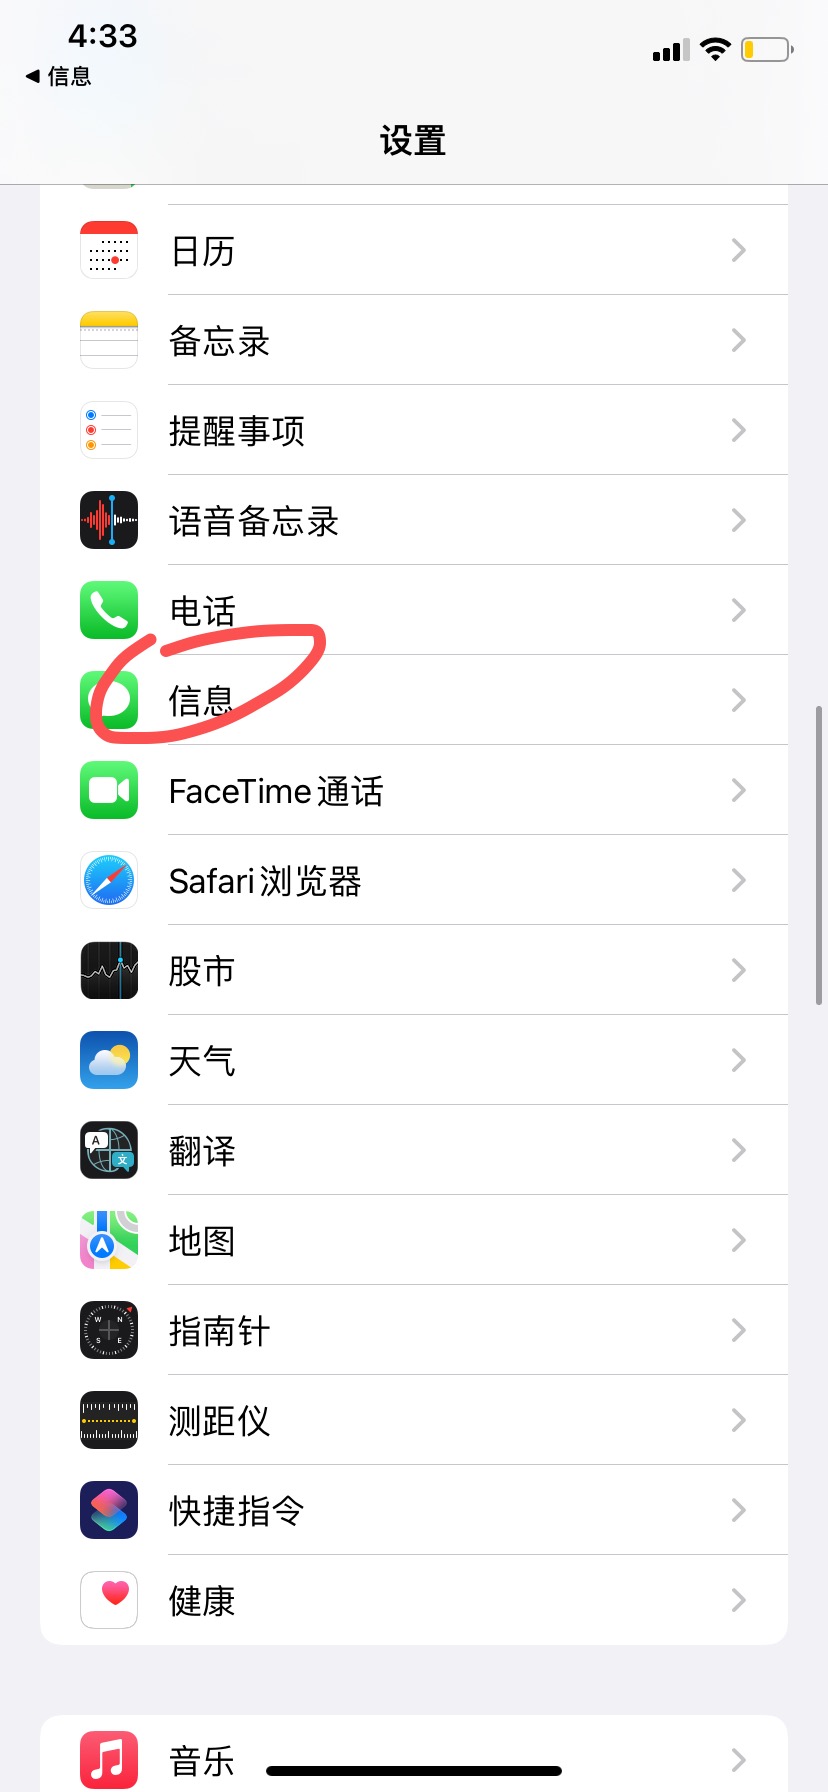 4:33
◀ 信息
设置
日历
备忘录
提醒事项
语音备忘录
电话
信息
FaceTime通话
Safari浏览器
股市
天气
A
文
翻译
地图
W N
S E
指南针
测距仪
快捷指令
健康
音乐